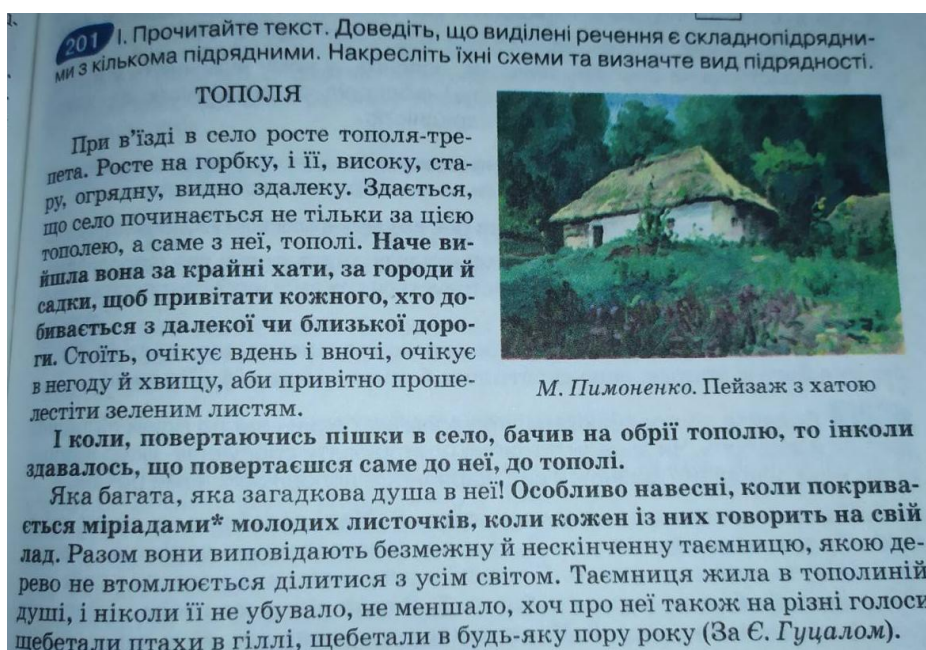 201 І. Прочитайте текст. Доведіть, що виділені речення є складнопідрядни-
ми з кількома підрядними. Накресліть їхні схеми та визначте вид підрядності.
ТОПОЛЯ
При в’їзді в село росте тополя-тре-
пета. Росте на горбку, і її, високу, ста-
ру, огрядну, видно здалеку. Здається,
що село починається не тільки за цією
тополею, а саме з неї, тополі. Наче ви-
йшла вона за крайні хати, за городи й
садки, щоб привітати кожного, хто до-
бивається з далекої чи близької доро-
ги. Стоїть, очікує вдень і вночі, очікує
в негоду й хвищу, аби привітно проше-
лестіти зеленим листям.
М. Пимоненко. Пейзаж з хатою
І коли, повертаючись пішки в село, бачив на обрії тополю, то інколи
здавалось, що повертаєшся саме до неї, до тополі.
Яка багата, яка загадкова душа в неї! Особливо навесні, коли покрива-
ється міріадами* молодих листочків, коли кожен із них говорить на свій
лад. Разом вони виповідають безмежну й нескінченну таємницю, якою де-
рево не втомлюється ділитися з усім світом. Таємниця жила в тополиній
душі, і ніколи її не убувало, не меншало, хоч про неї також на різні голоси
щебетали птахи в гіллі, щебетали в будь-яку пору року (За Є. Гуцалом).